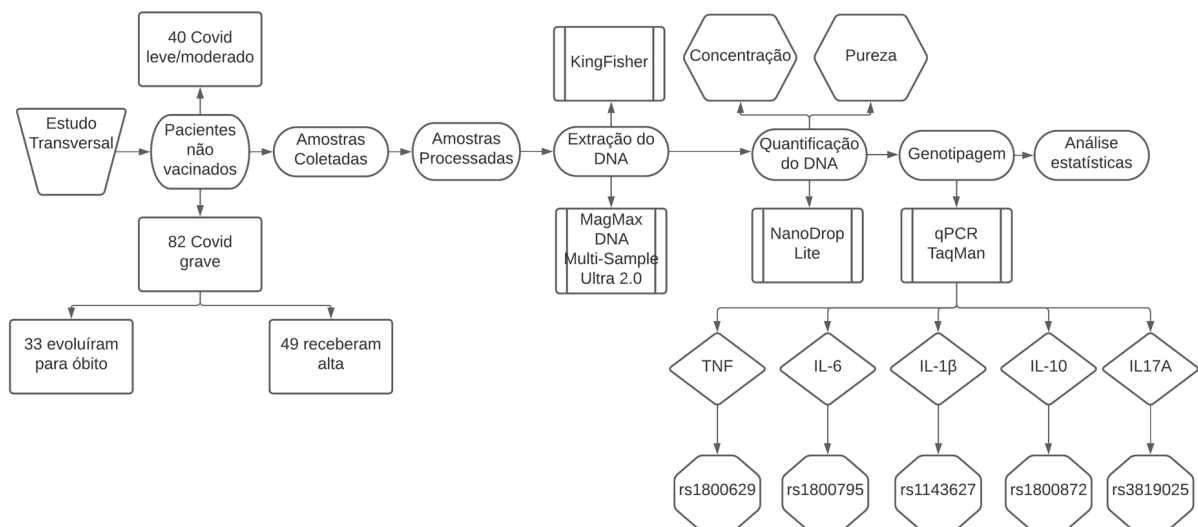 40 Covid
leve/moderado
KingFisher
Concentração
Pureza
Estudo
Transversal
Pacientes
não
vacinados
Amostras
Coletadas
Amostras
Processadas
Extração do
DNA
Quantificação
do DNA
Genotipagem
Análise
estatísticas
82 Covid
grave
MagMax
DNA
Multi-Sample
Ultra 2.0
NanoDrop
Lite
qPCR
TaqMan
33 evoluíram
para óbito
49 receberam
alta
TNF
IL-6
IL-1β
IL-10
IL17A
rs1800629
rs1800795
rs1143627
rs1800872
rs3819025